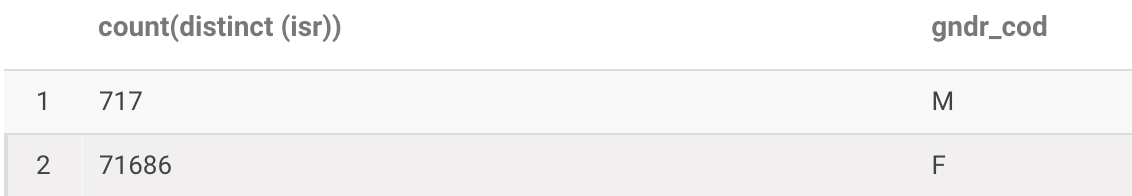 count(distinct (isr)) gndr_cod
1 717 M
2 71686 F